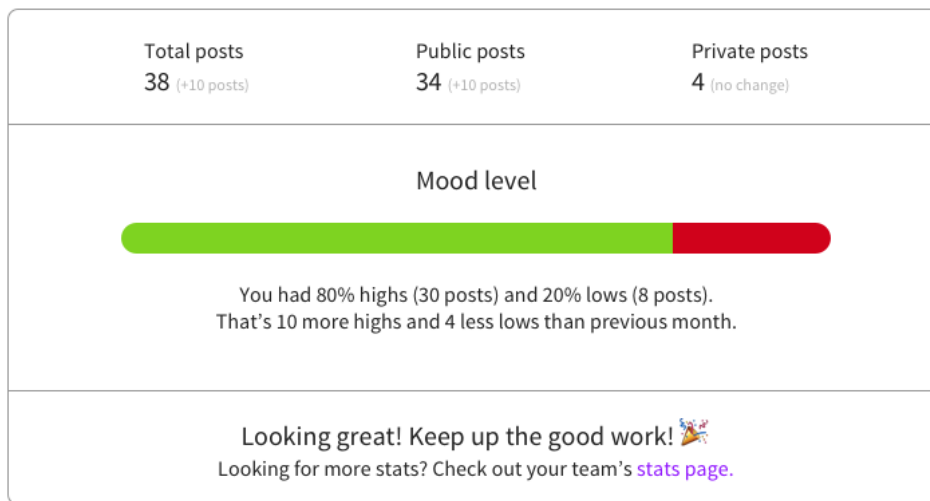 Total posts
38 (+10 posts)
Public posts
34 (+10 posts)
Private posts
4 (no change)
Mood level
You had 80% highs (30 posts) and 20% lows (8 posts).
That’s 10 more highs and 4 less lows than previous month.
Looking great! Keep up the good work! 🎉
Looking for more stats? Check out your team’s stats page.